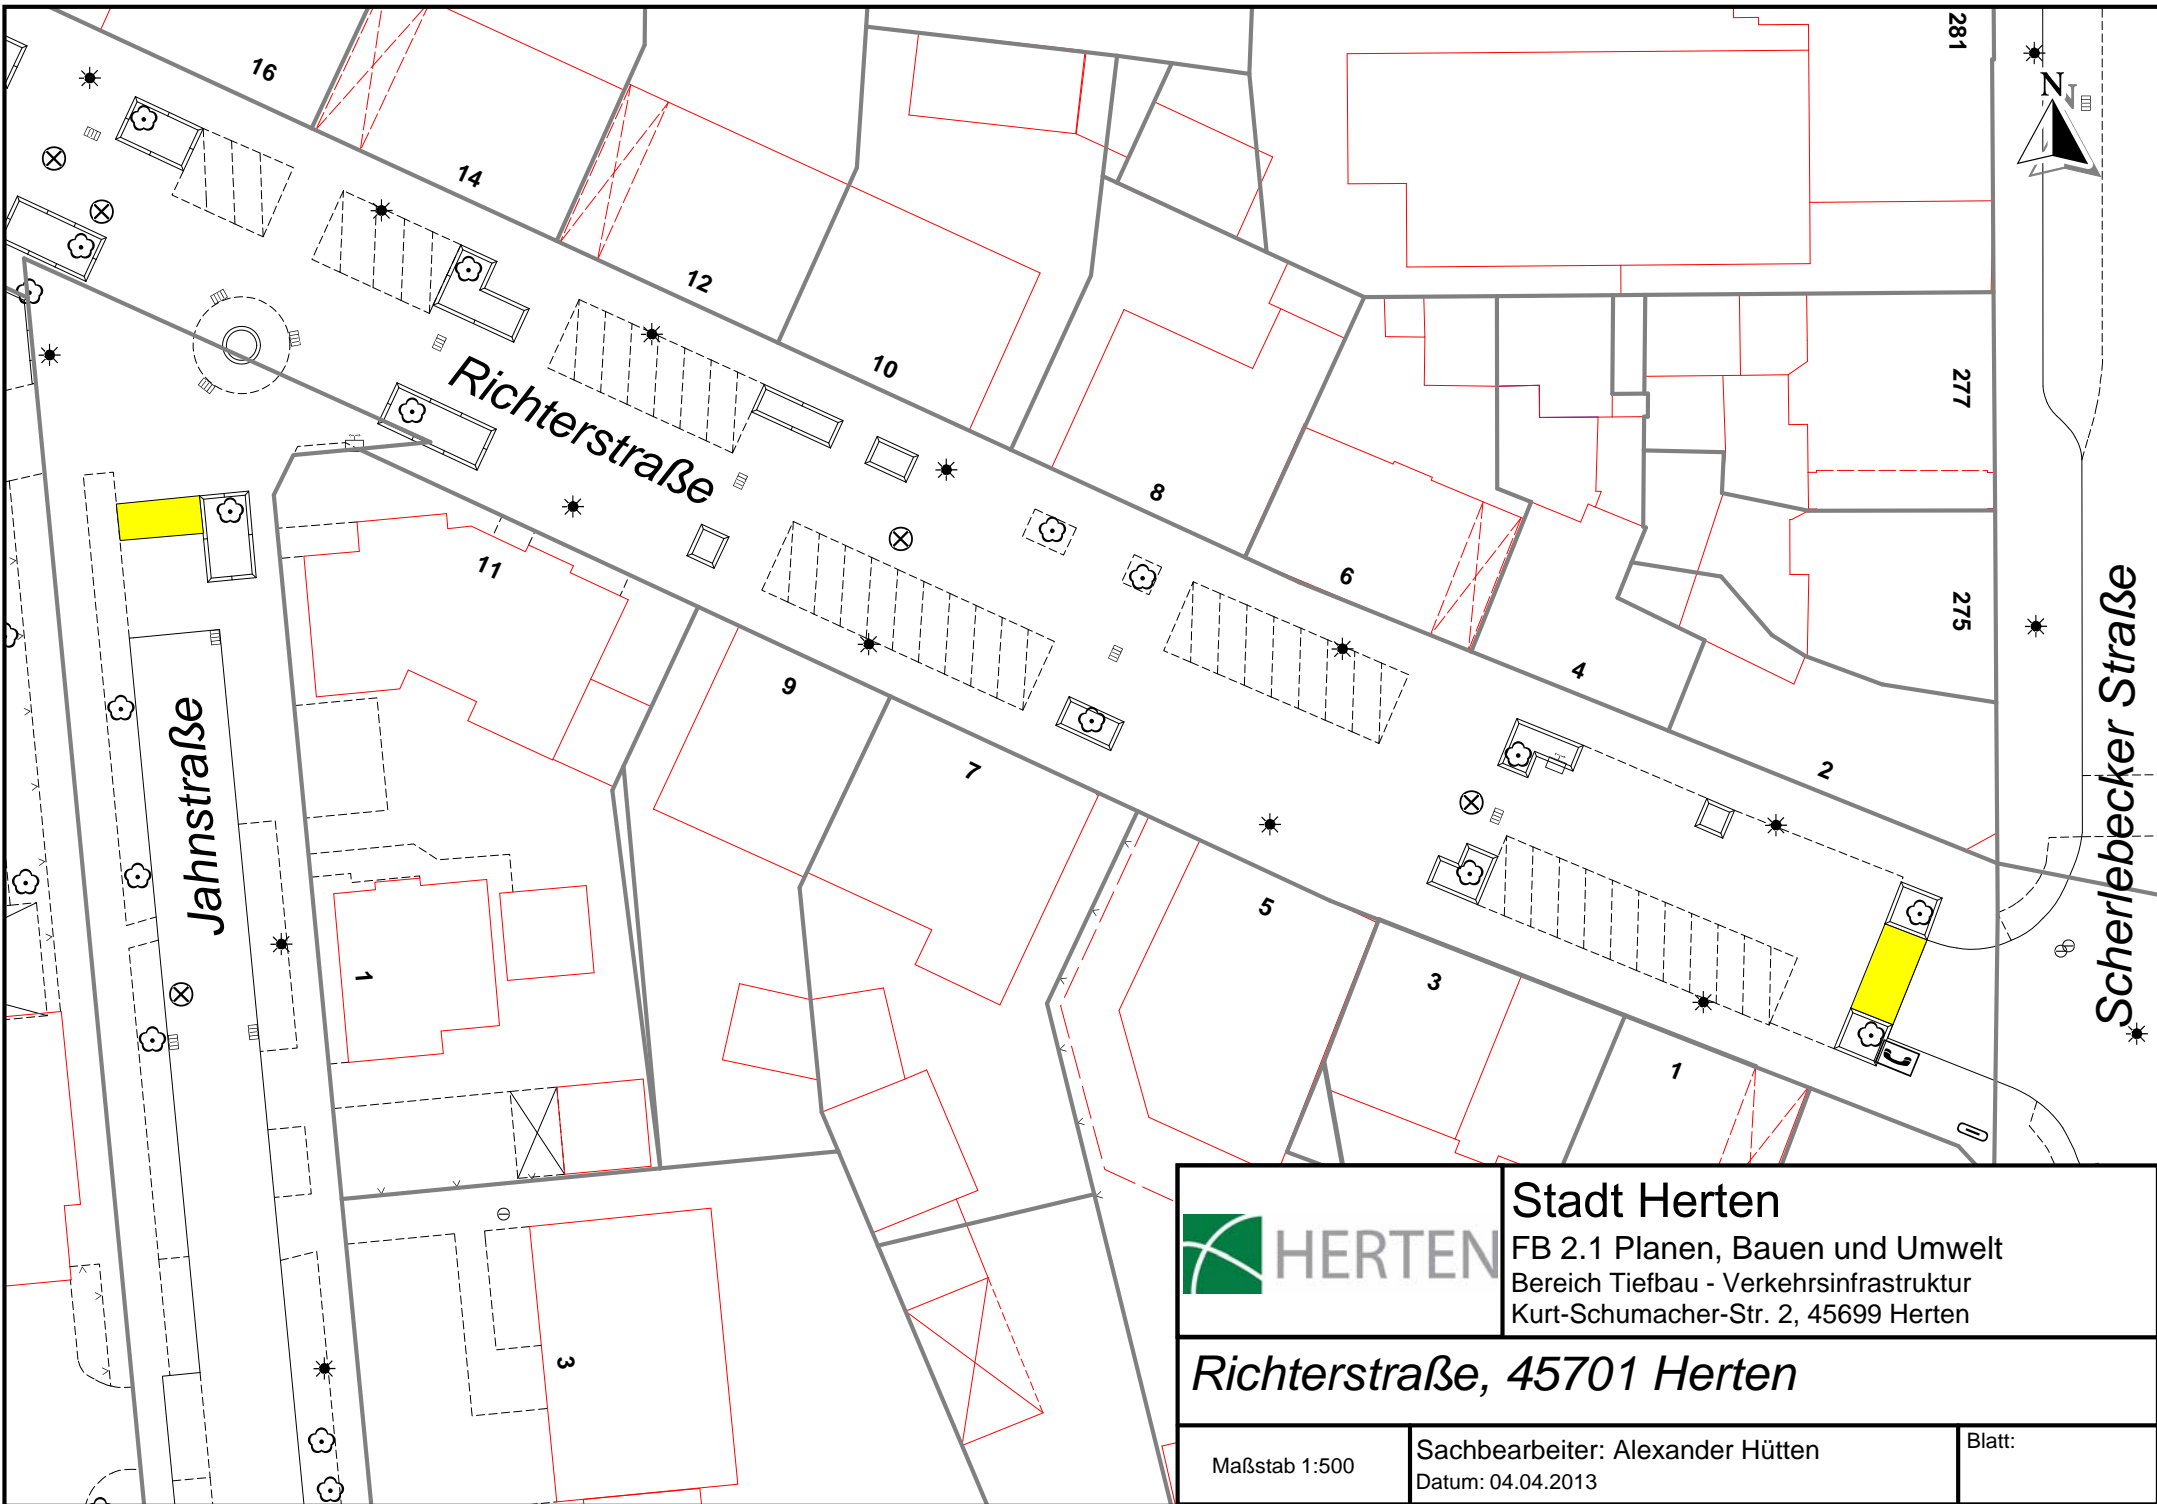 16
14
12
10
8
6
4
2
281
277
275
N
Richterstraße
11
9
7
5
3
1
Jahnstraße
1
3
Scherlebecker Straße
HERTEN
Stadt Herten
FB 2.1 Planen, Bauen und Umwelt
Bereich Tiefbau - Verkehrsinfrastruktur
Kurt-Schumacher-Str. 2, 45699 Herten
Richterstraße, 45701 Herten
Maßstab 1:500
Sachbearbeiter: Alexander Hütten
Datum: 04.04.2013
Blatt: